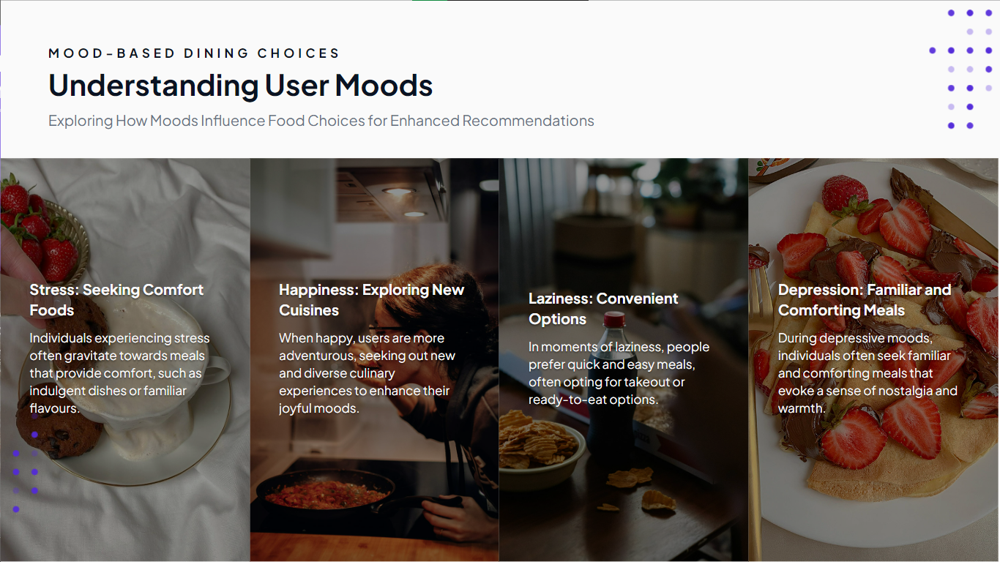 MOOD-BASED DINING CHOICES
Understanding User Moods
Exploring How Moods Influence Food Choices for Enhanced Recommendations
Stress: Seeking Comfort
Foods
Individuals experiencing stress
often gravitate towards meals
that provide comfort, such as
indulgent dishes or familiar
flavours.
Happiness: Exploring New
Cuisines
When happy, users are more
adventurous, seeking out new
and diverse culinary
experiences to enhance their
joyful moods.
Laziness: Convenient
Options
In moments of laziness, people
prefer quick and easy meals,
often opting for takeout or
ready-to-eat options.
Depression: Familiar and
Comforting Meals
During depressive moods,
individuals often seek familiar
and comforting meals that
evoke a sense of nostalgia and
warmth.